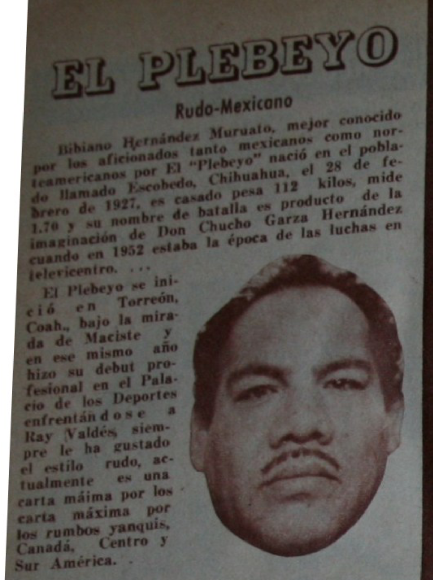 EL PLEBEYO
Rudo-Mexicano
Bibiano Hernández Muruato, mejor conocido
por los aficionados tanto mexicanos como nor-
teamericanos por El "Plebeyo" nació en el pobla-
do llamado Escobedo, Chihuahua, el 28 de fe-
brero de 1927, es casado pesa 112 kilos, mide
1.70 y su nombre de batalla es producto de la
imaginación de Don Chucho Garza Hernández
cuando en 1952 estaba la época de las luchas en
televicentro. ...
El Plebeyo se ini-
ció en Torreón,
Coah., bajo la mira-
da de Maciste y
en ese mismo año
hizo su debut pro-
fesional en el Pala-
cio de los Deportes
enfrentándose a
Ray Valdés, siem-
pre le ha gustado
el estilo rudo, ac-
tualmente es una
carta máima por los
carta máxima por
los rumbos yanquis,
Canadá, Centro y
Sur América.